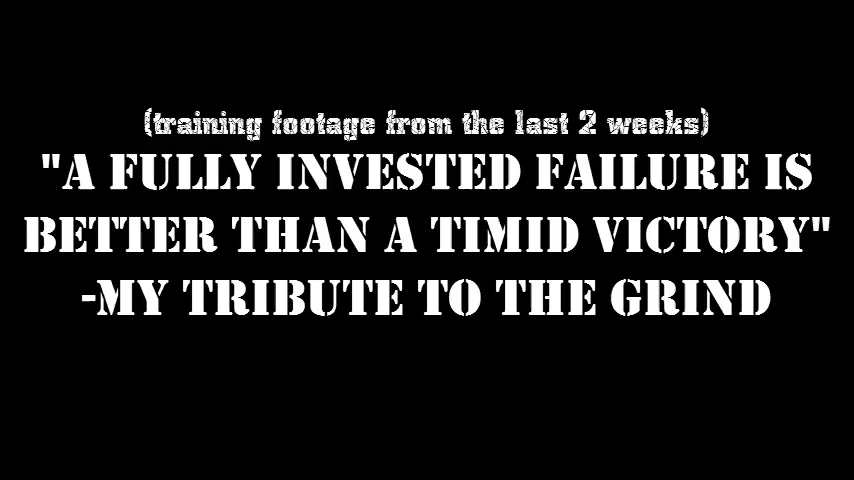 (training footage from the last 2 weeks)
"A FULLY INVESTED FAILURE IS
BETTER THAN A TIMID VICTORY"
-MY TRIBUTE TO THE GRIND